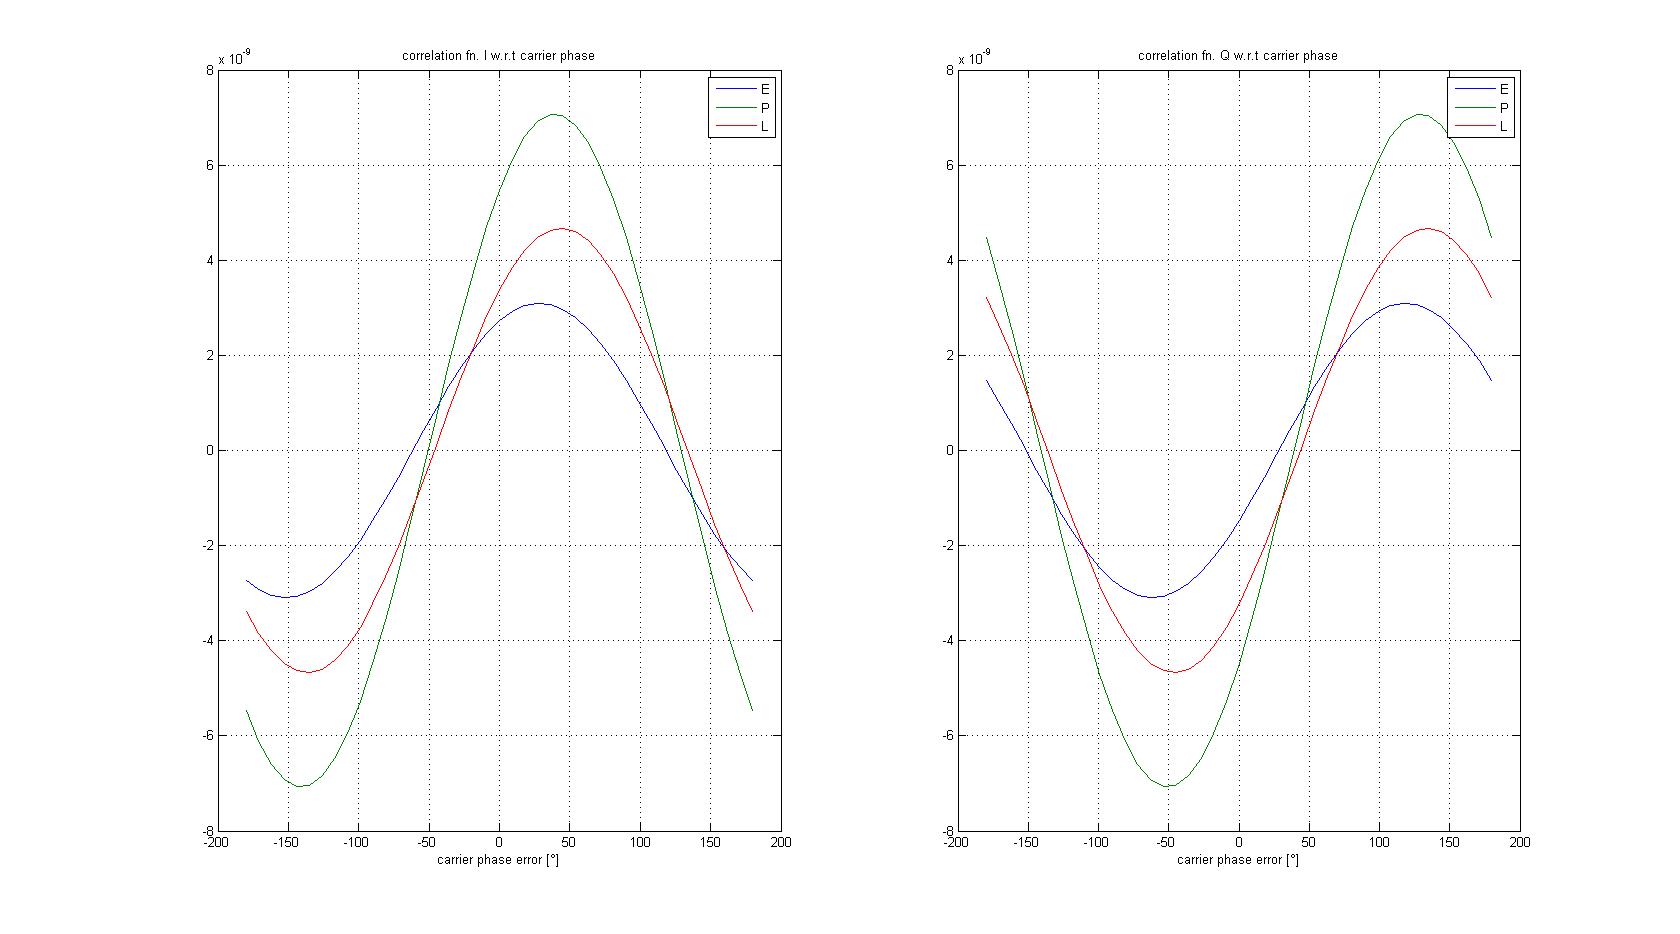 correlation fn. I w.r.t carrier phase
x 10^-9
8
6
4
2
0
-2
-4
-6
-8
-200 -150 -100 -50 0 50 100 150 200
carrier phase error [°]
E
P
L
correlation fn. Q w.r.t carrier phase
x 10^-9
8
6
4
2
0
-2
-4
-6
-8
-200 -150 -100 -50 0 50 100 150 200
carrier phase error [°]
E
P
L